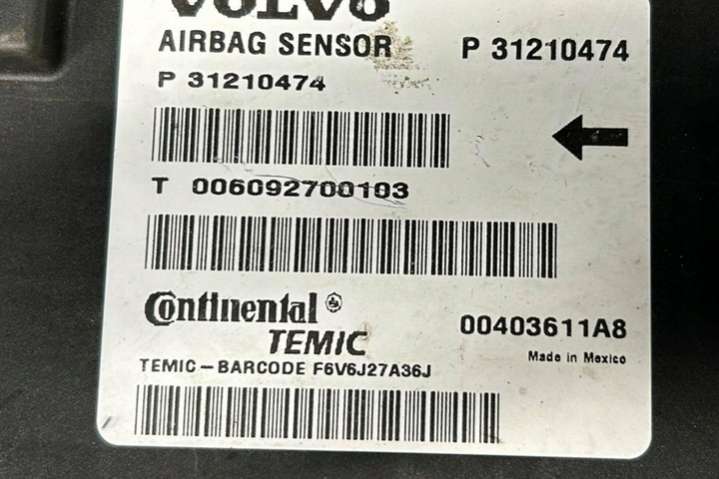 VOLVO
AIRBAG SENSOR P 31210474
P 31210474
T 006092700103
Continental
TEMIC 00403611A8
Made in Mexico
TEMIC-BARCODE F6V6J27A36J